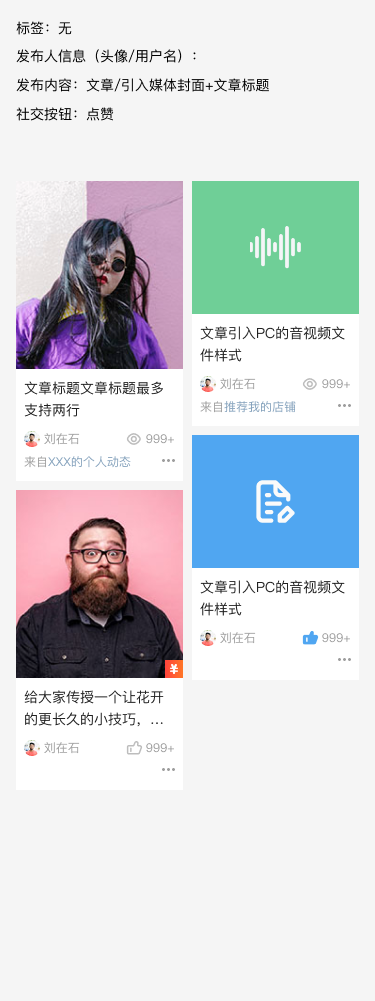 标签：无
发布人信息（头像/用户名）：
发布内容：文章/引入媒体封面+文章标题
社交按钮：点赞
文章标题文章标题最多
支持两行
刘在石 999+
来自XXX的个人动态
¥
给大家传授一个让花开
的更长久的小技巧，...
刘在石 999+
文章引入PC的音视频文
件样式
刘在石 999+
来自推荐我的店铺
文章引入PC的音视频文
件样式
刘在石 999+